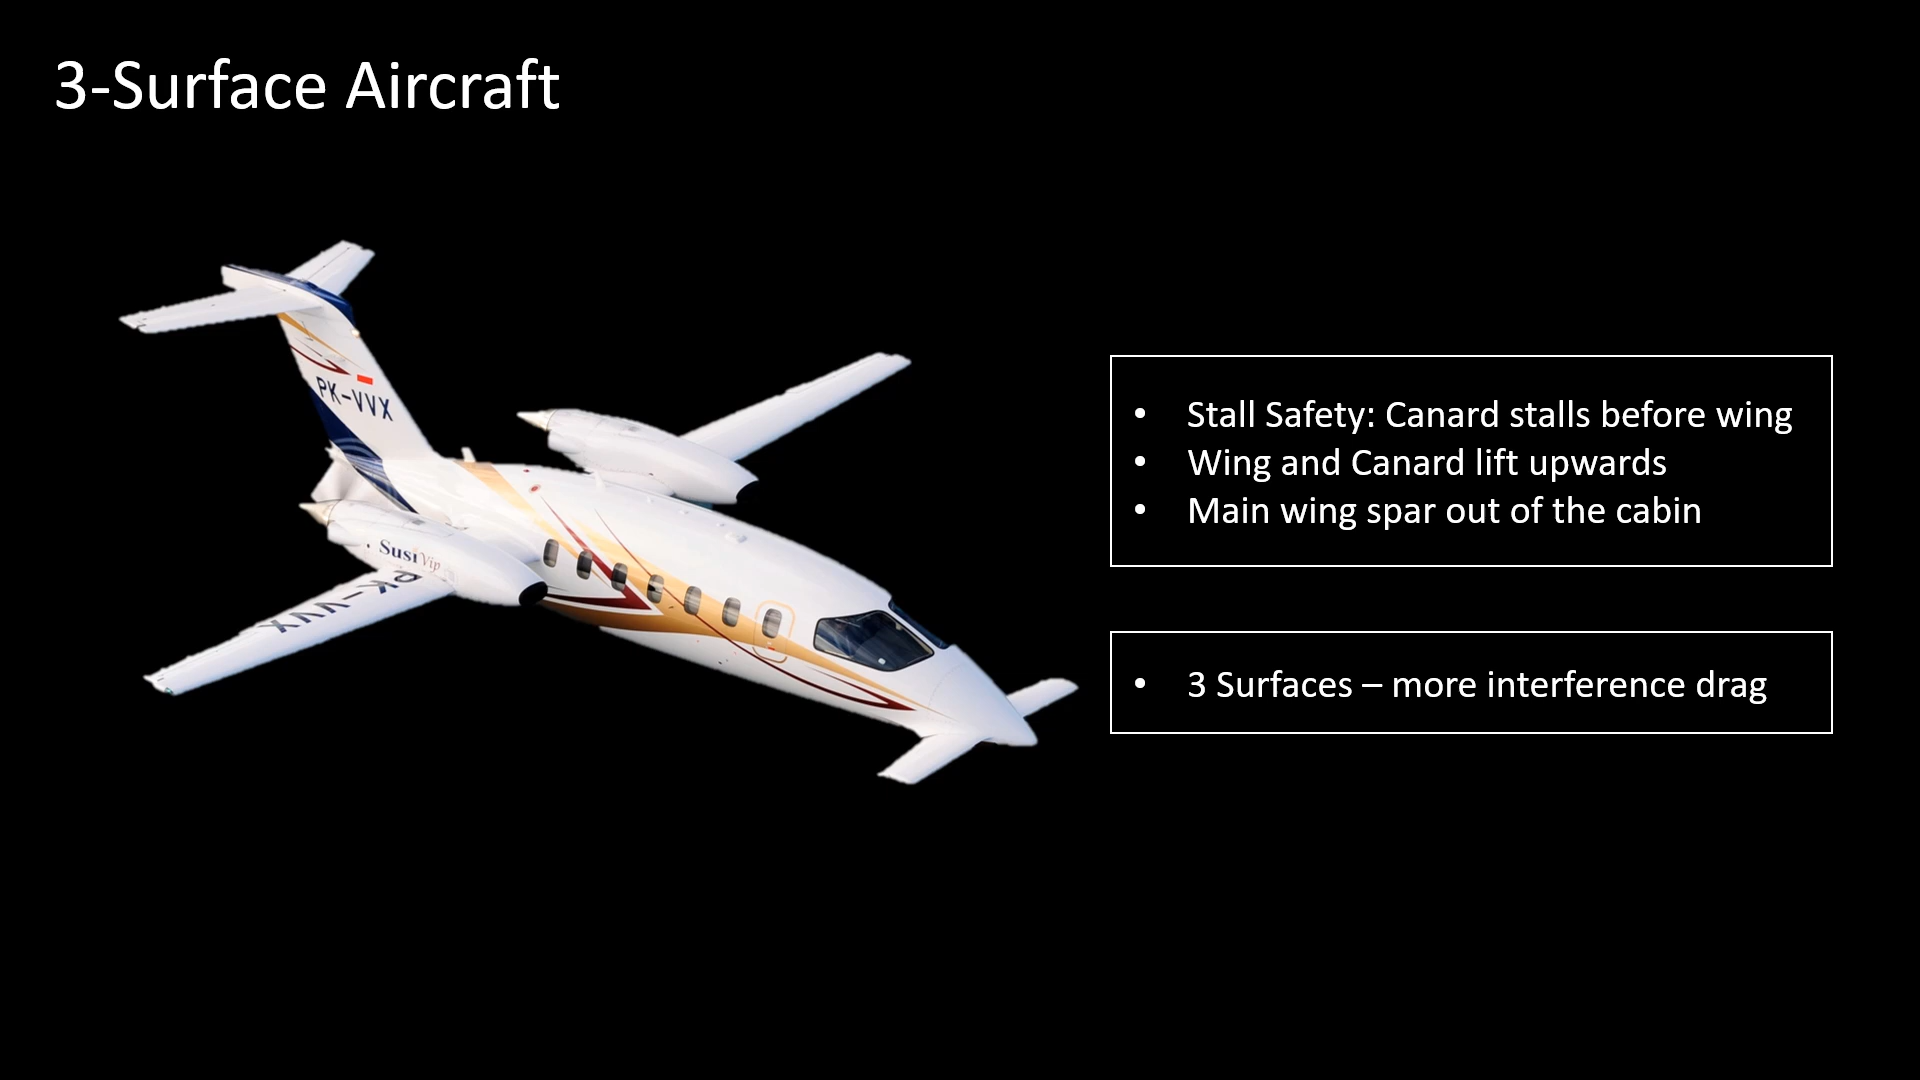 3-Surface Aircraft
PK-VVX
Susi Vip
PK-VVX
• Stall Safety: Canard stalls before wing
• Wing and Canard lift upwards
• Main wing spar out of the cabin
• 3 Surfaces – more interference drag